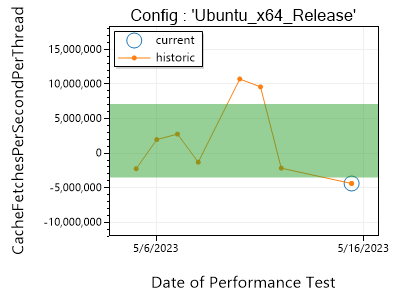 Config : 'Ubuntu_x64_Release'
CacheFetchesPerSecondPerThread
15,000,000
10,000,000
5,000,000
0
-5,000,000
-10,000,000
current
historic
5/6/2023
5/16/2023
Date of Performance Test